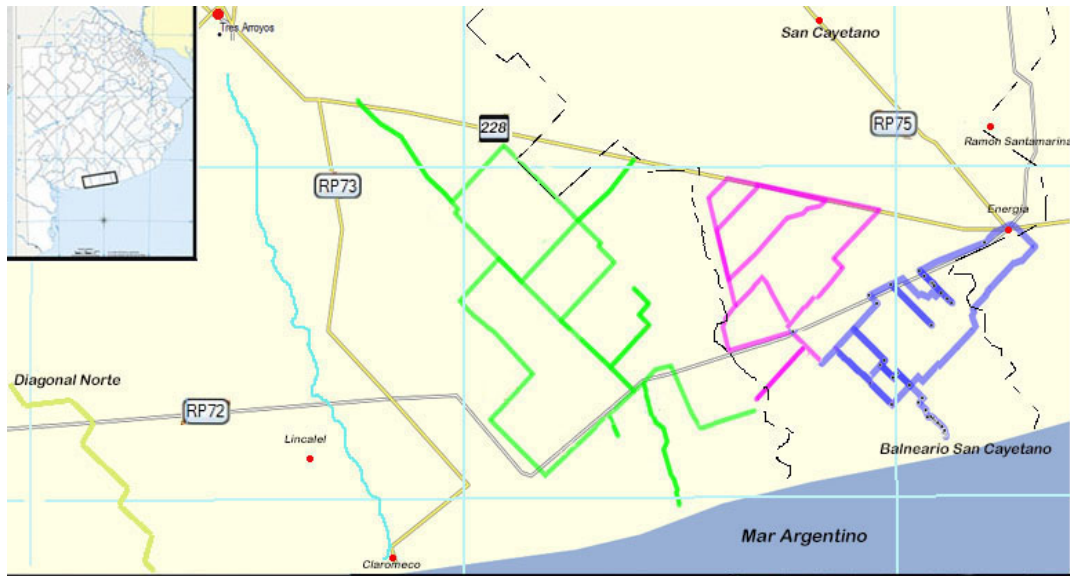 Tres Arroyos
San Cayetano
228
RP75
Ramón Santamarina
RP73
Energia
Diagonal Norte
RP72
Lincalel
Balneario San Cayetano
Mar Argentino
Claromeco